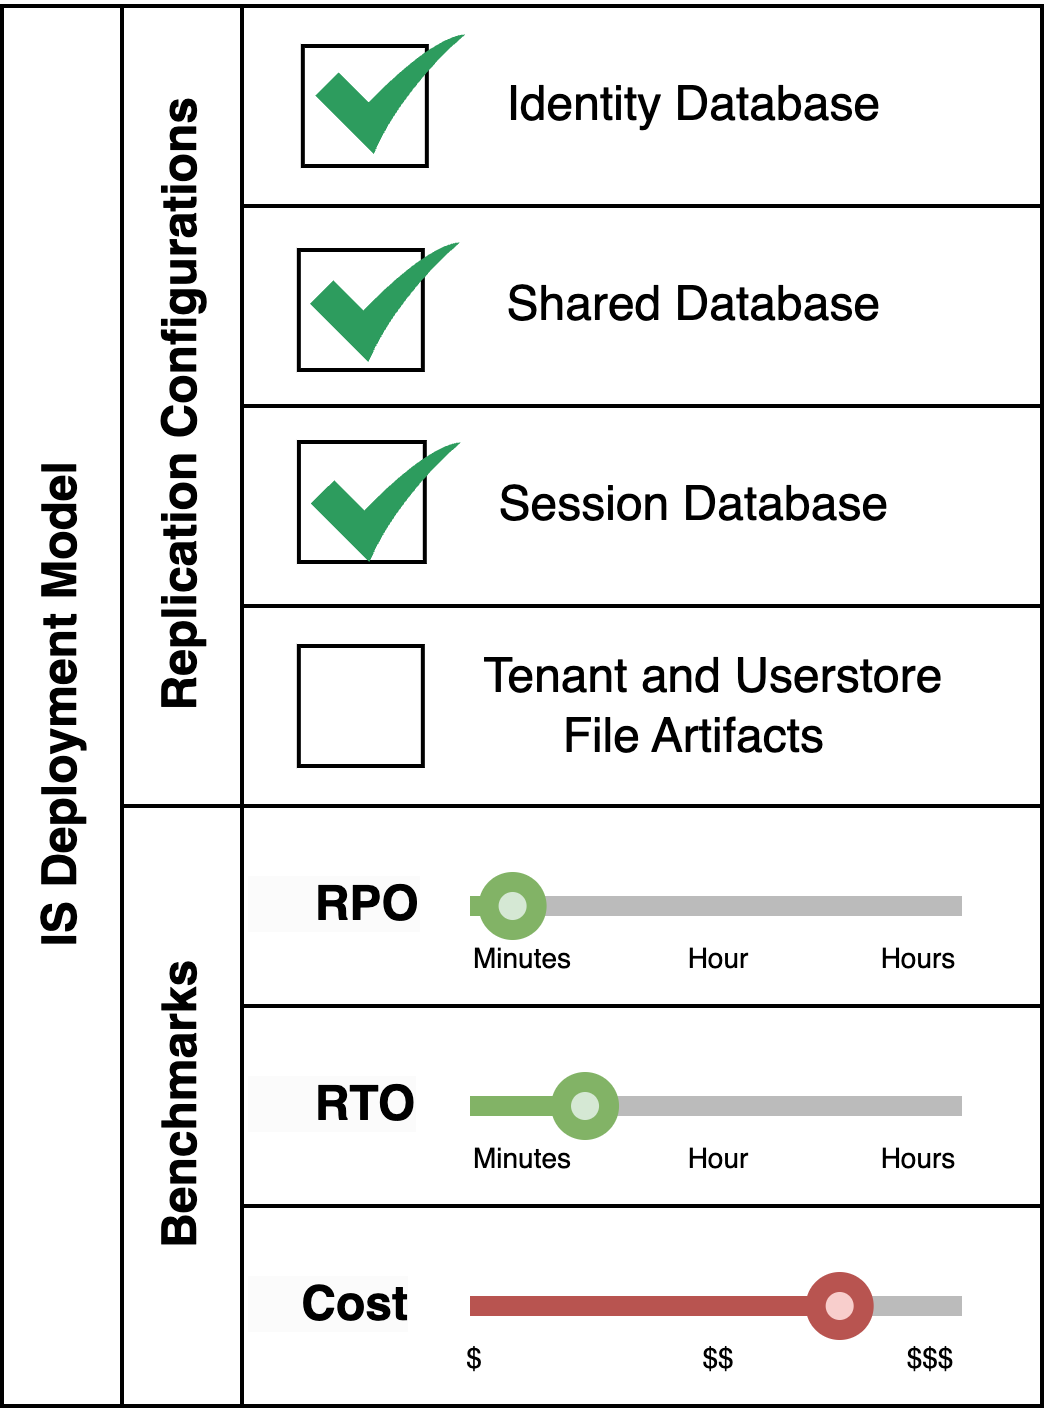 IS Deployment Model
Replication Configurations
Identity Database
Shared Database
Session Database
Tenant and Userstore
File Artifacts
Benchmarks
RPO
Minutes Hour Hours
RTO
Minutes Hour Hours
Cost
$ $$ $$$